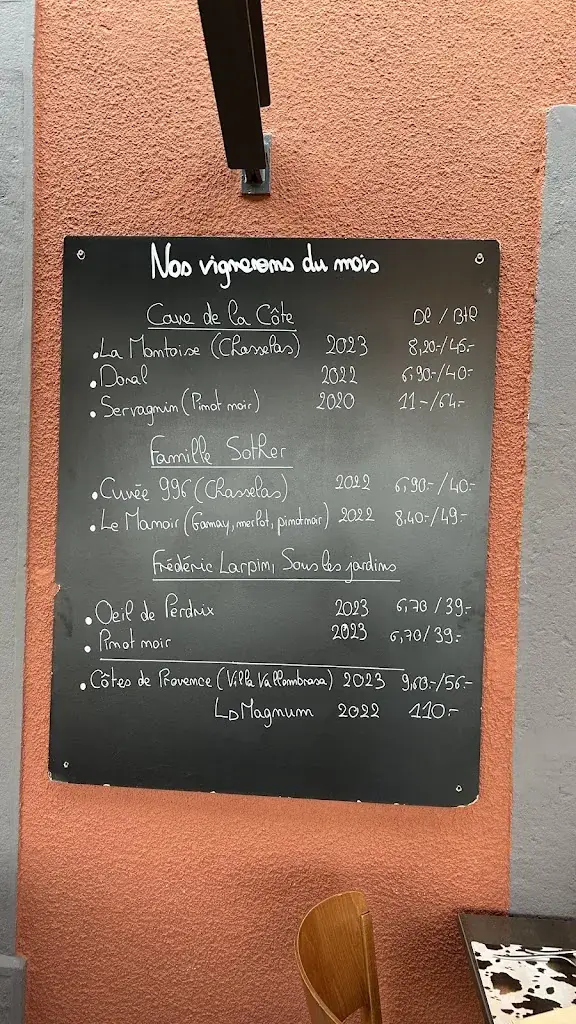 Nos vignerons du mois
Cave de la Côte Dl / Btl
• La Montoise (Chasselas) 2023 8,20.-/45.-
• Doral 2022 6,90.-/40.-
• Servagnin (Pinot noir) 2020 11.-/64.-
Famille Sother
• Cuvée 996 (Chasselas) 2022 6,90.-/40.-
• Le Manoir (Gamay, merlot, pinot noir) 2022 8,40.-/49.-
Frédéric Larpin, Sous les jardins
• Oeil de Perdrix 2023 6,70 / 39.-
• Pinot noir 2023 6,70/39.-
• Côtes de Provence (Villa Vallombrosa) 2023 9,60.-/56.-
↳ Magnum 2022 110.-